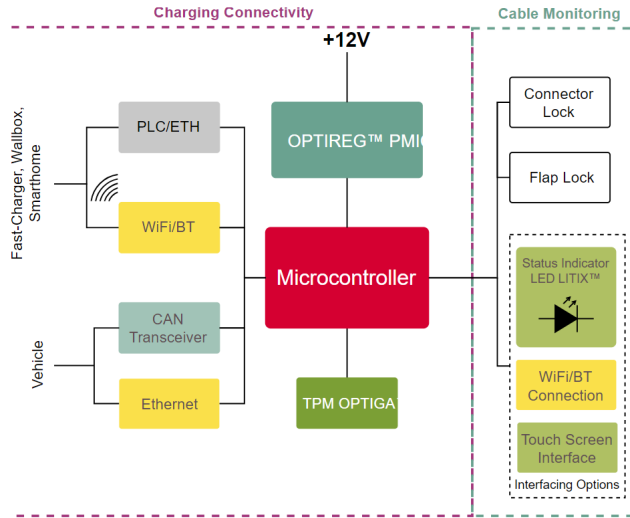 Charging Connectivity
Cable Monitoring
+12V
Fast-Charger, Wallbox,
Smarthome
PLC/ETH
WiFi/BT
OPTIREG™ PMI
Connector
Lock
Flap Lock
Microcontroller
Vehicle
CAN
Transceiver
Ethernet
TPM OPTIGA
Status Indicator
LED LITIX™
WiFi/BT
Connection
Touch Screen
Interface
Interfacing Options